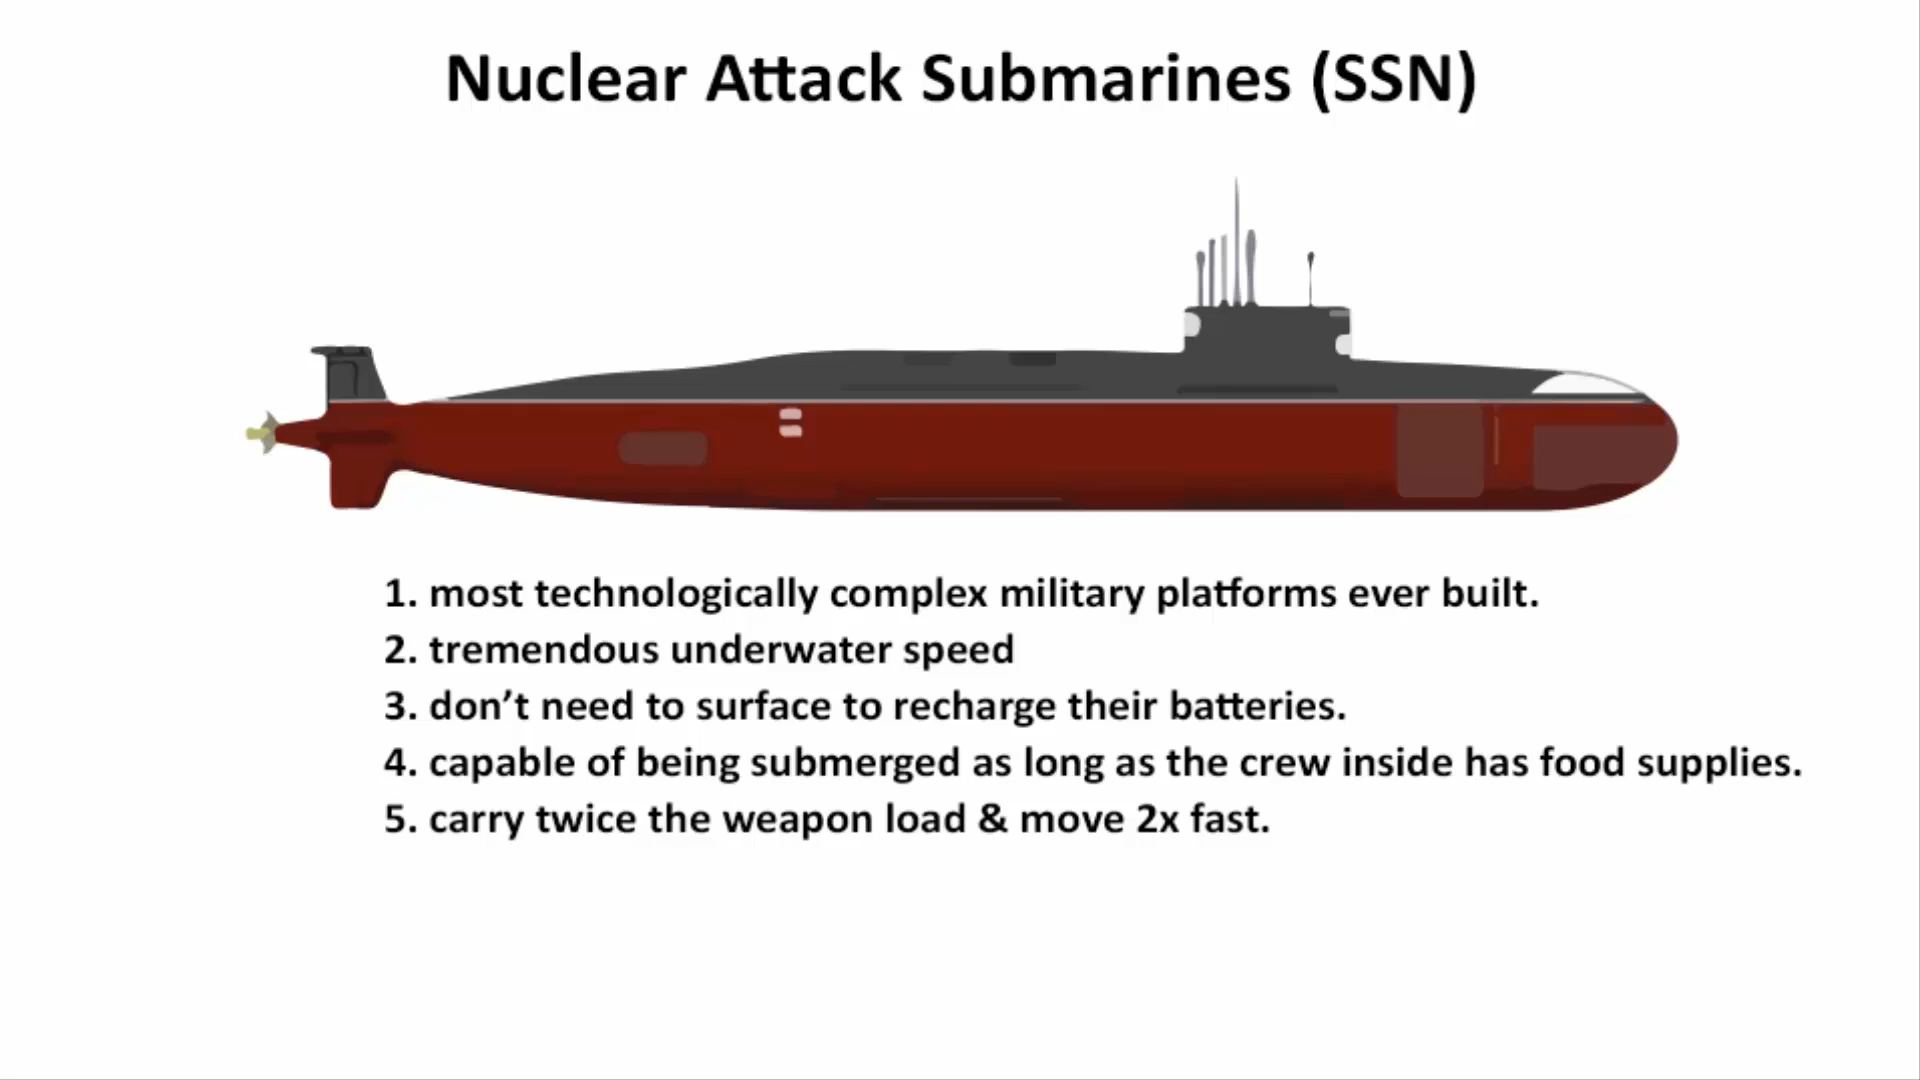 Nuclear Attack Submarines (SSN)
1. most technologically complex military platforms ever built.
2. tremendous underwater speed
3. don’t need to surface to recharge their batteries.
4. capable of being submerged as long as the crew inside has food supplies.
5. carry twice the weapon load & move 2x fast.